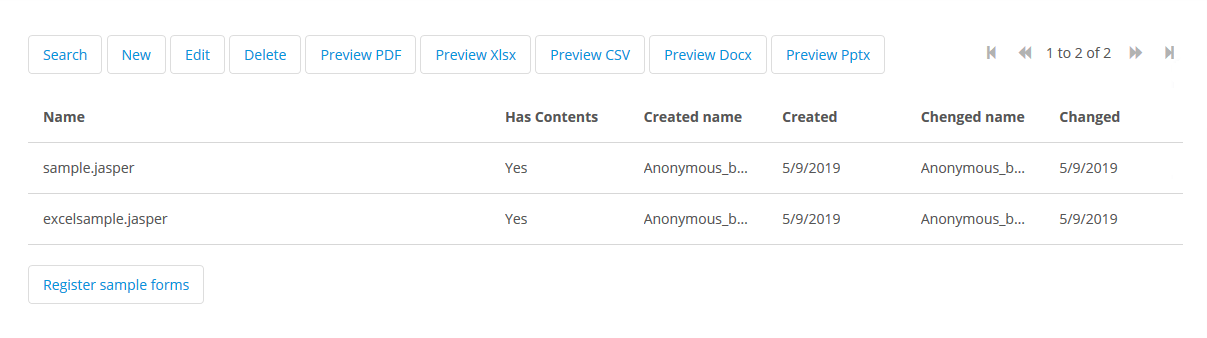 Search New Edit Delete Preview PDF Preview Xlsx Preview CSV Preview Docx Preview Pptx 1 to 2 of 2
Name Has Contents Created name Created Chenged name Changed
sample.jasper Yes Anonymous_b... 5/9/2019 Anonymous_b... 5/9/2019
excelsample.jasper Yes Anonymous_b... 5/9/2019 Anonymous_b... 5/9/2019
Register sample forms